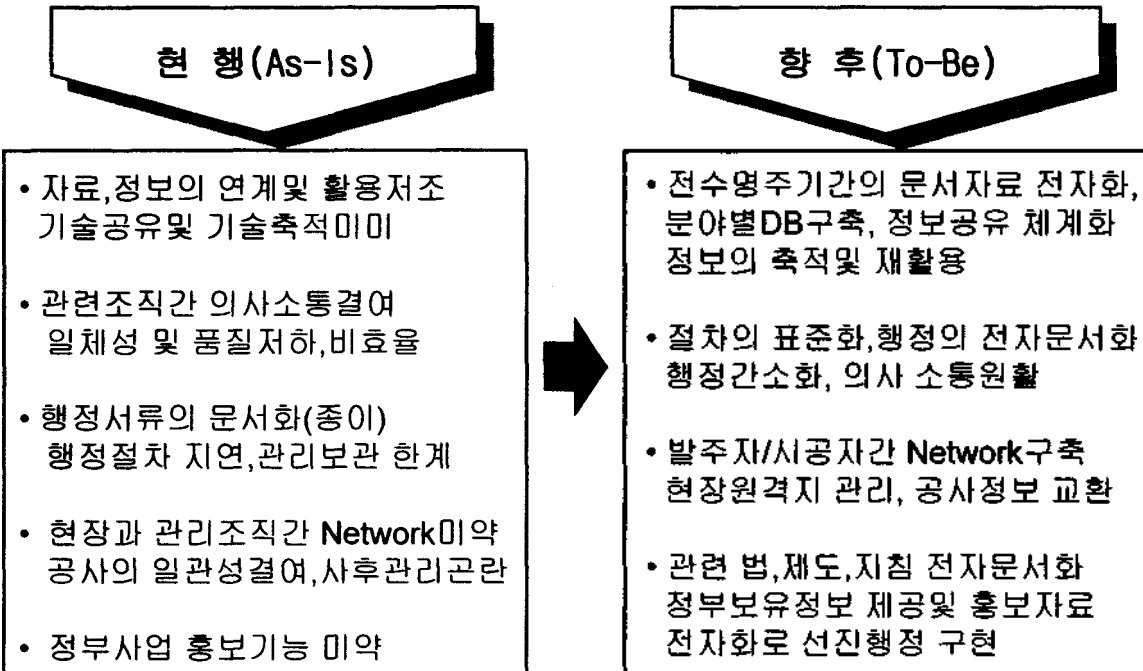 현 행(As-Is)
• 자료,정보의 연계및 활용저조
기술공유및 기술축적미미
• 관련조직간 의사소통결여
일체성 및 품질저하,비효율
• 행정서류의 문서화(종이)
행정절차 지연,관리보관 한계
• 현장과 관리조직간 Network미약
공사의 일관성결여,사후관리곤란
• 정부사업 홍보기능 미약
향 후(To-Be)
• 전수명주기간의 문서자료 전자화,
분야별DB구축, 정보공유 체계화
정보의 축적및 재활용
• 절차의 표준화,행정의 전자문서화
행정간소화, 의사 소통원활
• 발주자/시공자간 Network구축
현장원격지 관리, 공사정보 교환
• 관련 법,제도,지침 전자문서화
정부보유정보 제공및 홍보자료
전자화로 선진행정 구현